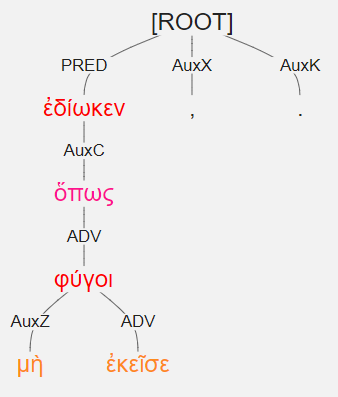 [ROOT]
PRED AuxX AuxK
ἐδίωκεν , .
AuxC
ὅπως
ADV
φύγοι
AuxZ ADV
μὴ ἐκεῖσε